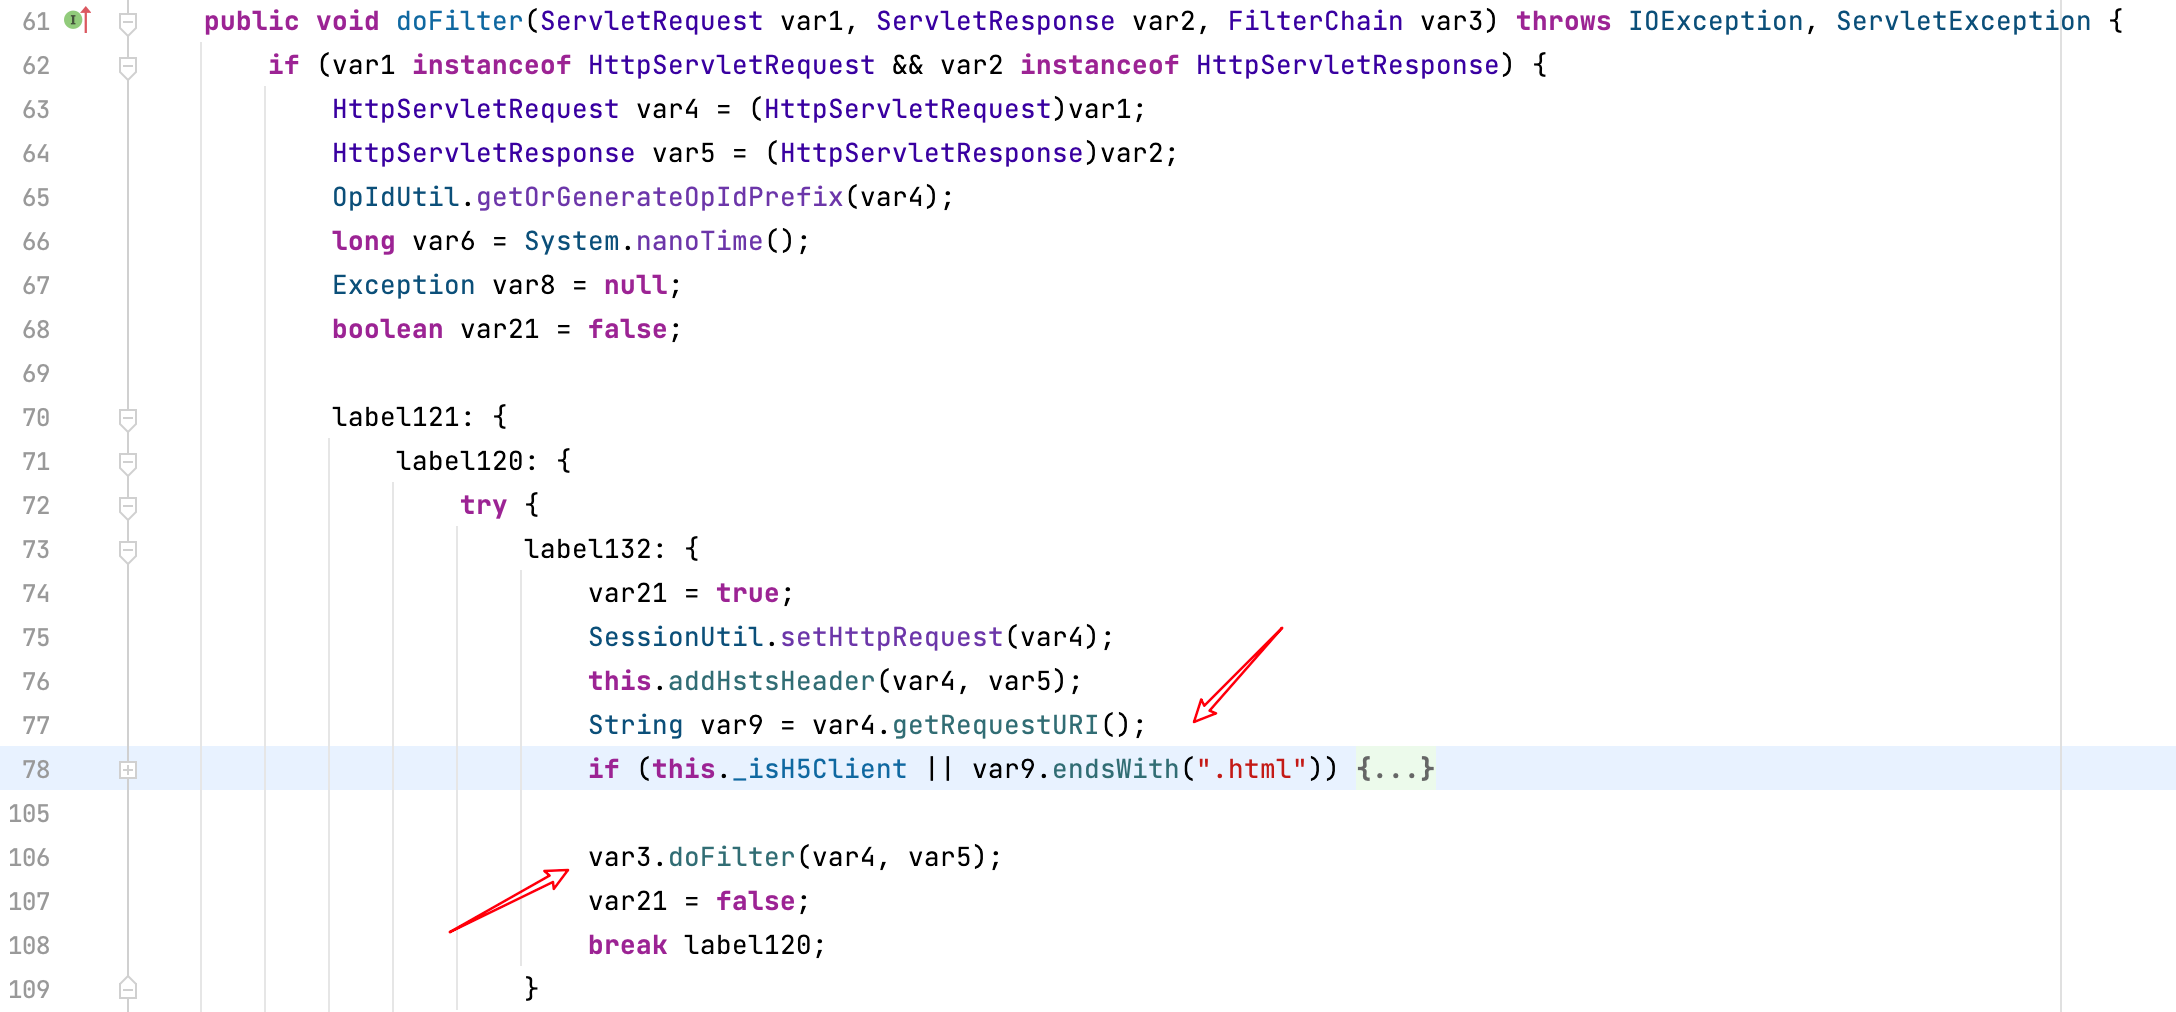 61 public void doFilter(ServletRequest var1, ServletResponse var2, FilterChain var3) throws IOException, ServletException {
62 if (var1 instanceof HttpServletRequest && var2 instanceof HttpServletResponse) {
63 HttpServletRequest var4 = (HttpServletRequest)var1;
64 HttpServletResponse var5 = (HttpServletResponse)var2;
65 OpIdUtil.getOrGenerateOpIdPrefix(var4);
66 long var6 = System.nanoTime();
67 Exception var8 = null;
68 boolean var21 = false;
69
70 label121: {
71 label120: {
72 try {
73 label132: {
74 var21 = true;
75 SessionUtil.setHttpRequest(var4);
76 this.addHstsHeader(var4, var5);
77 String var9 = var4.getRequestURI();
78 if (this._isH5Client || var9.endsWith(".html")) {...}
105
106 var3.doFilter(var4, var5);
107 var21 = false;
108 break label120;
109 }